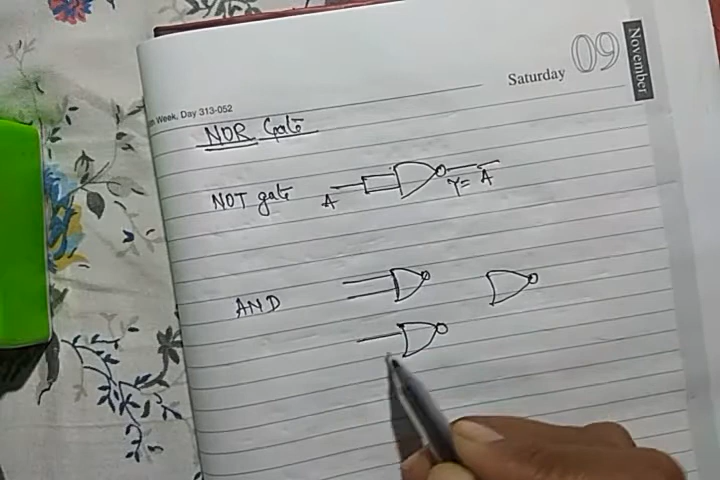 09
November
Saturday
Week, Day 313-052
NOR Gate
NOT gate
A
Y = A̅
AND